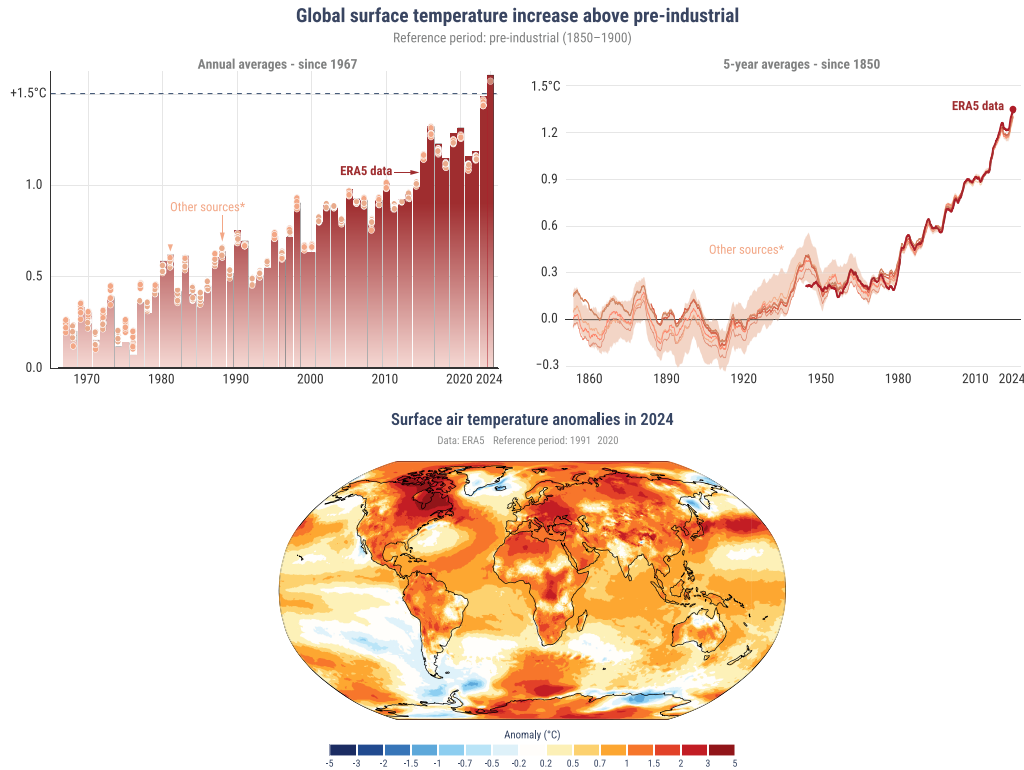 Global surface temperature increase above pre-industrial
Reference period: pre-industrial (1850–1900)
Annual averages - since 1967
+1.5°C
1.0
0.5
0.0
ERA5 data
Other sources*
1970 1980 1990 2000 2010 2020 2024
5-year averages - since 1850
1.5°C
1.2
0.9
0.6
0.3
0.0
−0.3
ERA5 data
Other sources*
1860 1890 1920 1950 1980 2010 2024
Surface air temperature anomalies in 2024
Data: ERA5 Reference period: 1991 2020
Anomaly (°C)
-5 -3 -2 -1.5 -1 -0.7 -0.5 -0.2 0.2 0.5 0.7 1 1.5 2 3 5